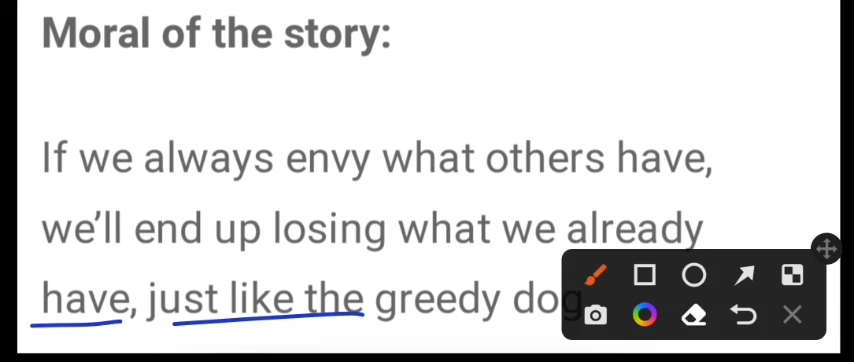 Moral of the story:
If we always envy what others have,
we’ll end up losing what we already
have, just like the greedy dog